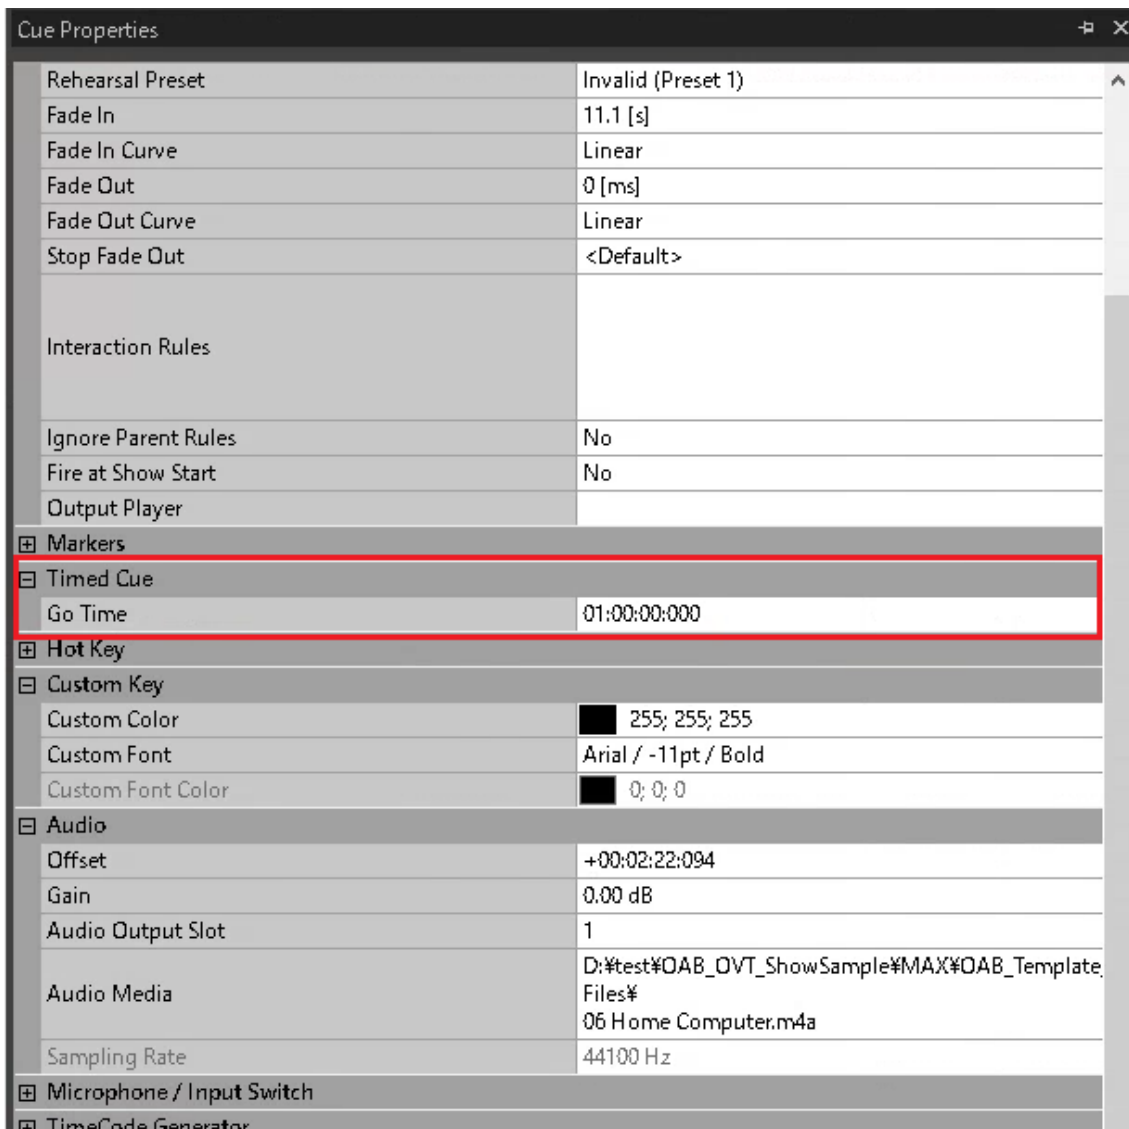 Cue Properties
Rehearsal Preset Invalid (Preset 1)
Fade In 11.1 [s]
Fade In Curve Linear
Fade Out 0 [ms]
Fade Out Curve Linear
Stop Fade Out <Default>
Interaction Rules
Ignore Parent Rules No
Fire at Show Start No
Output Player
Markers
Timed Cue
Go Time 01:00:00:000
Hot Key
Custom Key
Custom Color 255; 255; 255
Custom Font Arial / -11pt / Bold
Custom Font Color 0; 0; 0
Audio
Offset +00:02:22:094
Gain 0.00 dB
Audio Output Slot 1
D:¥test¥OAB_OVT_ShowSample¥MAX¥OAB_Template_
Audio Media Files¥
06 Home Computer.m4a
Sampling Rate 44100 Hz
Microphone / Input Switch
TimeCode Generator